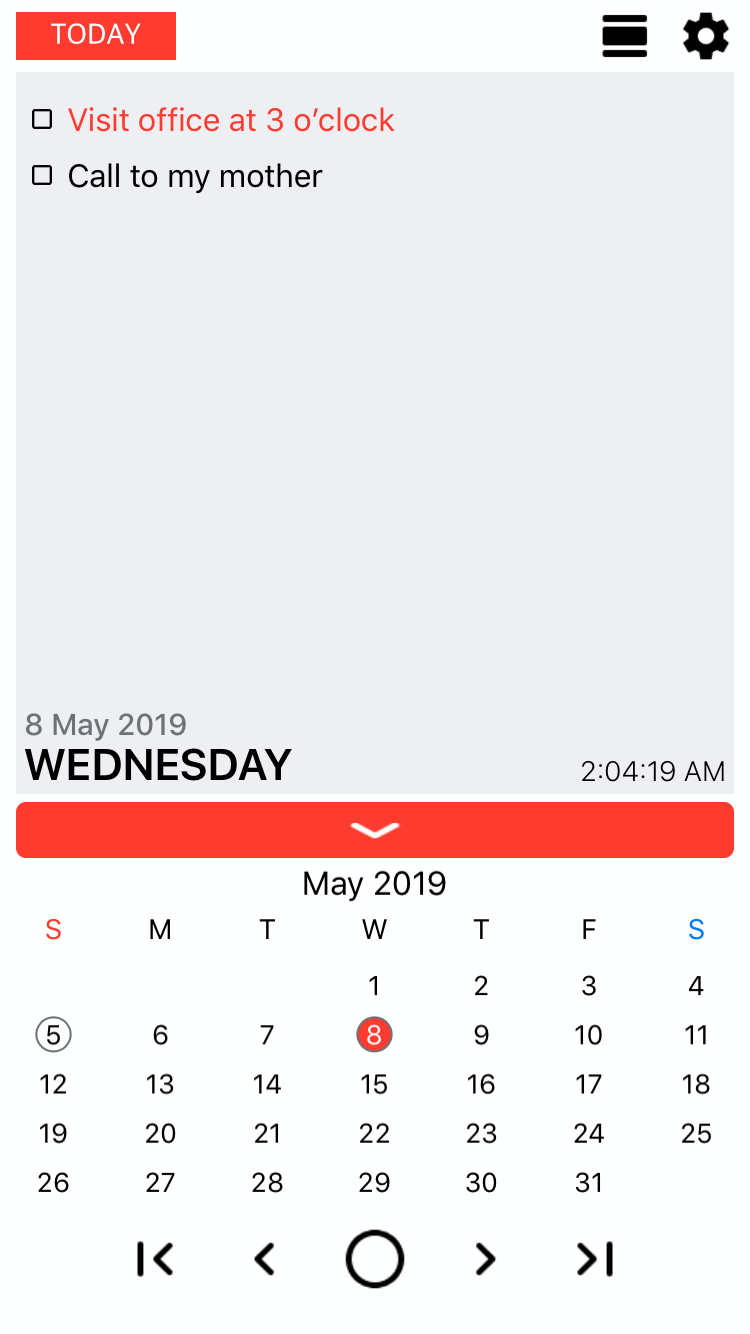 TODAY
Visit office at 3 o’clock
Call to my mother
8 May 2019
WEDNESDAY
2:04:19 AM
May 2019
S M T W T F S
1 2 3 4
5 6 7 8 9 10 11
12 13 14 15 16 17 18
19 20 21 22 23 24 25
26 27 28 29 30 31